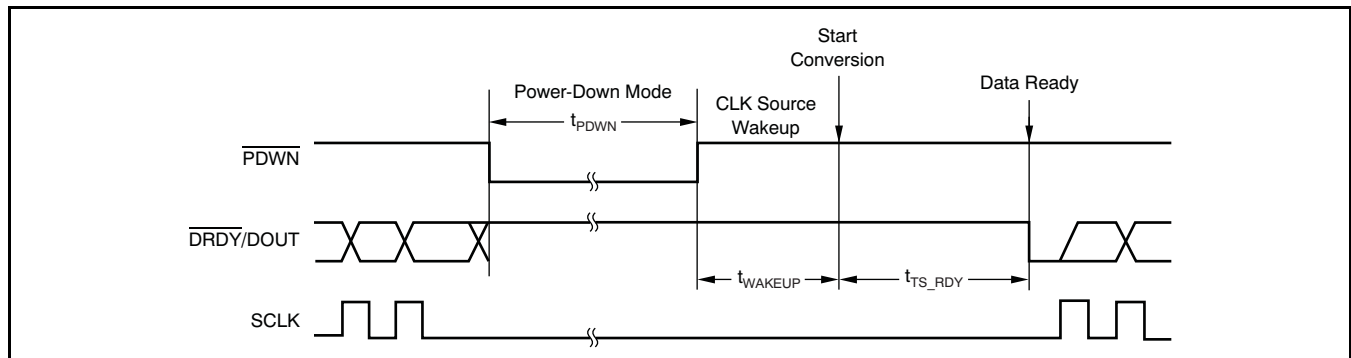 Start
Conversion
Data Ready
Power-Down Mode
CLK Source
Wakeup
tPDWN
PDWN
DRDY/DOUT
tWAKEUP
tTS_RDY
SCLK